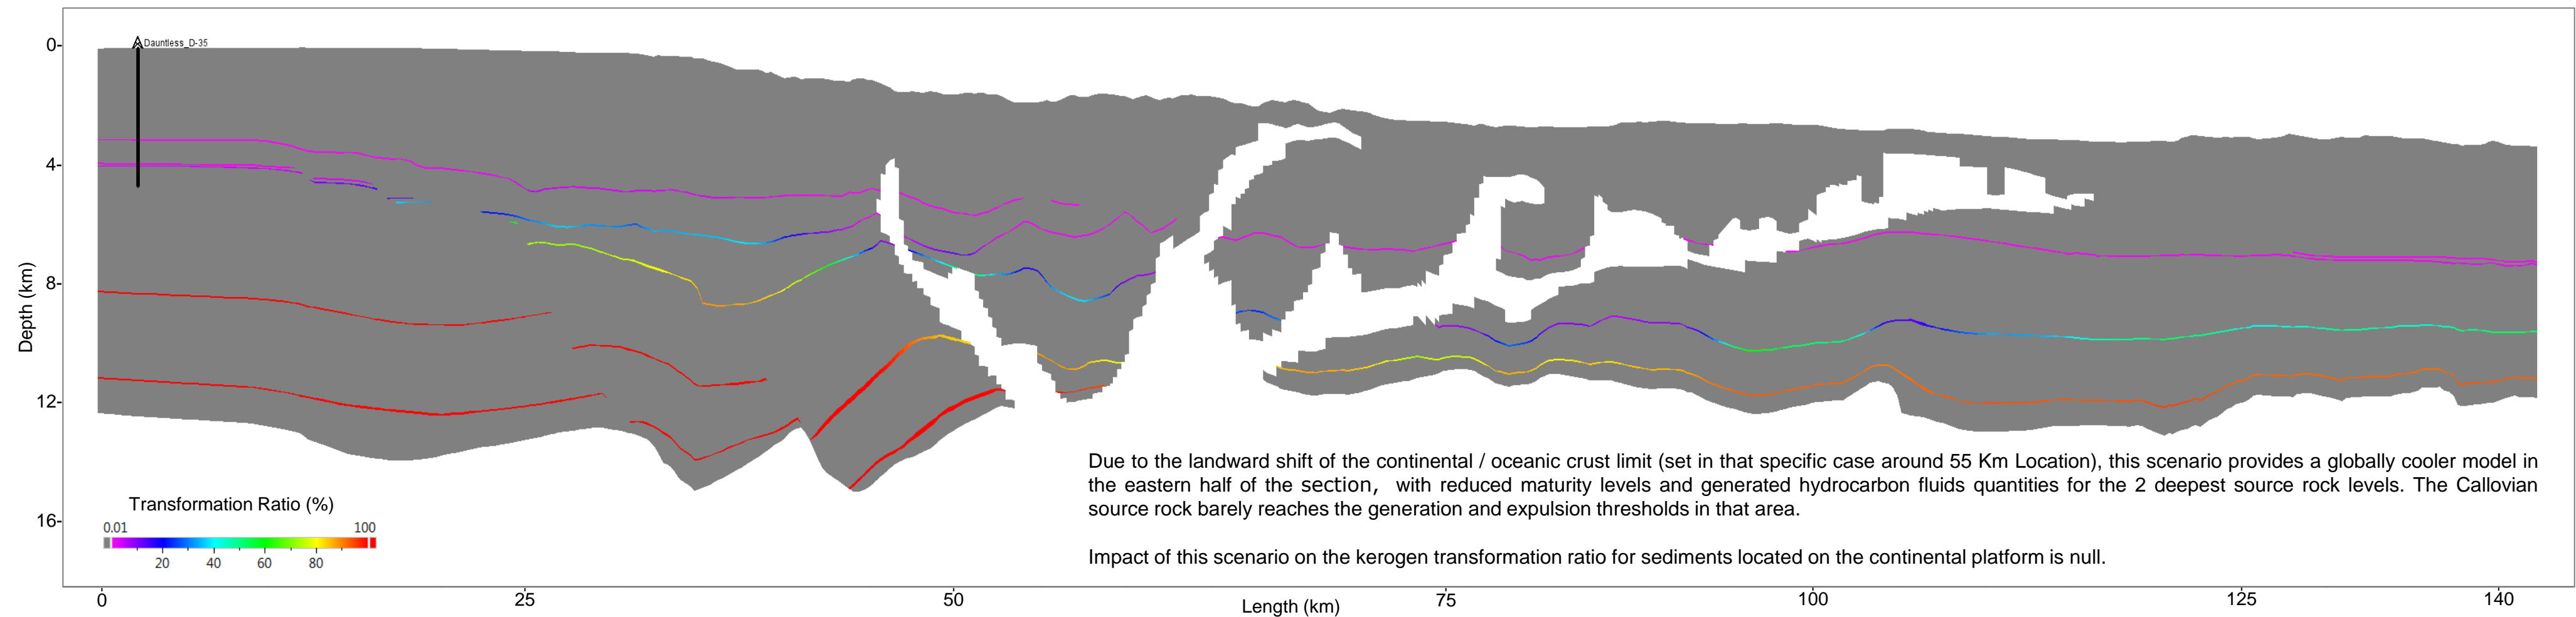 Dauntless_D-35
0
4
8
12
16
Depth (km)
Due to the landward shift of the continental / oceanic crust limit (set in that specific case around 55 Km Location), this scenario provides a globally cooler model in
the eastern half of the section, with reduced maturity levels and generated hydrocarbon fluids quantities for the 2 deepest source rock levels. The Callovian
source rock barely reaches the generation and expulsion thresholds in that area.
Impact of this scenario on the kerogen transformation ratio for sediments located on the continental platform is null.
Transformation Ratio (%)
0.01 100
20 40 60 80
0 25 50 75 100 125 140
Length (km)